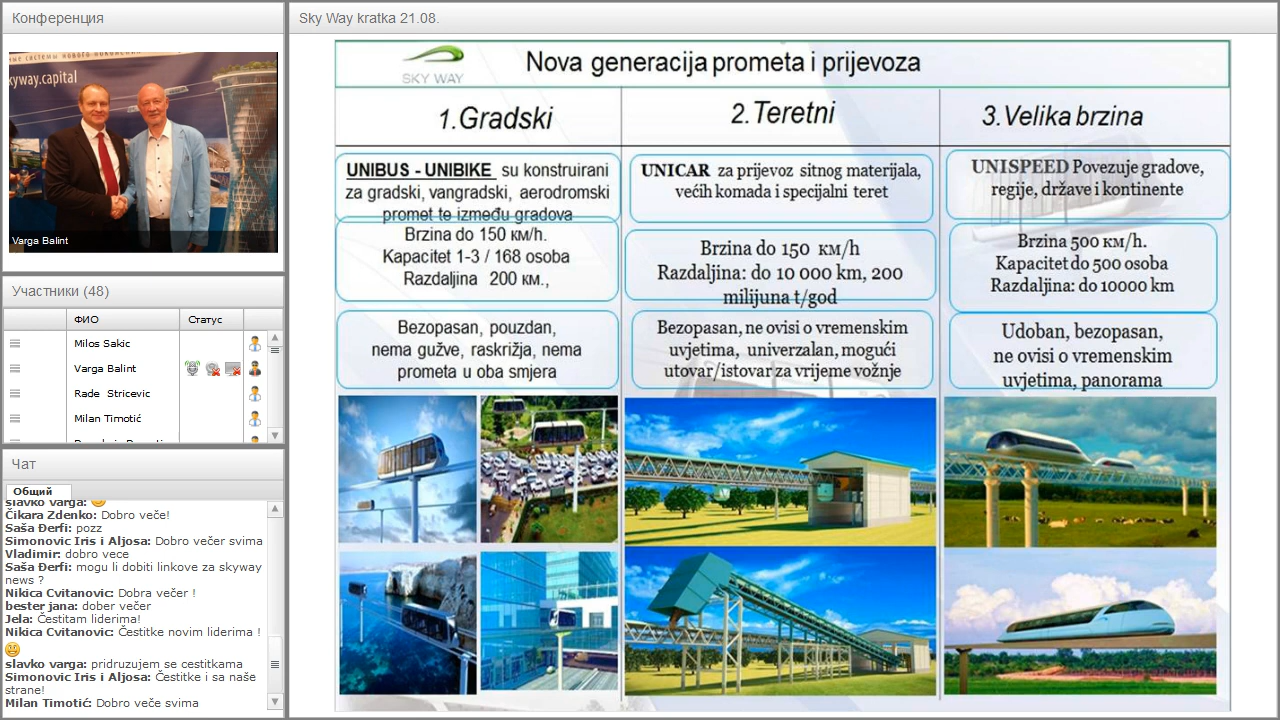 Конференция
ные системы нового поколения
kyway.capital
Varga Balint
Участники (48)
ФИО
Статус
Milos Sakic
Varga Balint
Rade Stricevic
Milan Timotić
Чат
Общий
slavko varga:
Čikara Zdenko: Dobro veče!
Saša Đerfi: pozz
Simonovic Iris i Aljosa: Dobro večer svima
Vladimir: dobro vece
Saša Đerfi: mogu li dobiti linkove za skyway
news ?
Nikica Cvitanovic: Dobra večer !
bester jana: dober večer
Jela: Čestitam liderima!
Nikica Cvitanovic: Čestitke novim liderima !
slavko varga: pridruzujem se cestitkama
Simonovic Iris i Aljosa: Čestitke i sa naše
strane!
Milan Timotić: Dobro veče svima
Sky Way kratka 21.08.
SKY WAY
Nova generacija prometa i prijevoza
1.Gradski
UNIBUS - UNIBIKE su konstruirani
za gradski, vangradski, aerodromski
promet te između gradova
Brzina do 150 км/h.
Kapacitet 1-3 / 168 osoba
Razdaljina 200 км.,
Bezopasan, pouzdan,
nema gužve, raskrižja, nema
prometa u oba smjera
2.Teretni
UNICAR za prijevoz sitnog materijala,
većih komada i specijalni teret
Brzina do 150 км/h
Razdaljina: do 10 000 km, 200
milijuna t/god
Bezopasan, ne ovisi o vremenskim
uvjetima, univerzalan, mogući
utovar/istovar za vrijeme vožnje
3.Velika brzina
UNISPEED Povezuje gradove,
regije, države i kontinente
Brzina 500 км/h.
Kapacitet do 500 osoba
Razdaljina: do 10000 km
Udoban, bezopasan,
ne ovisi o vremenskim
uvjetima, panorama